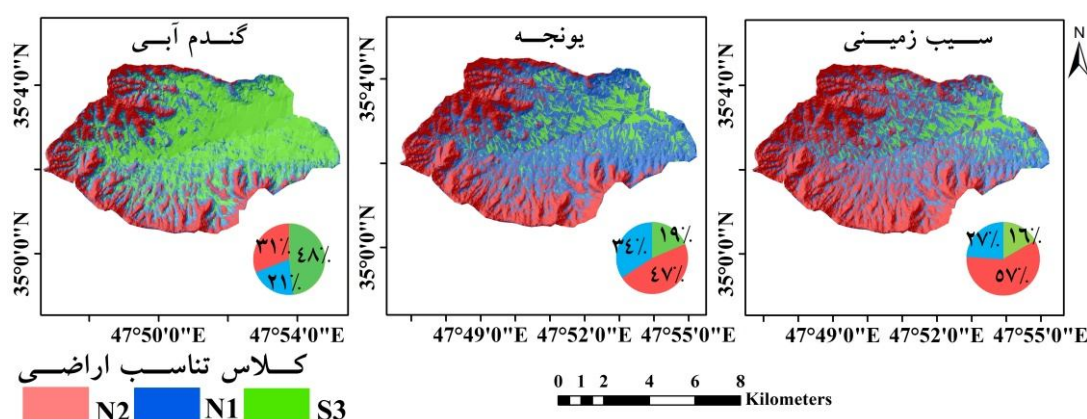 گندم آبی
35°4'0"N
35°0'0"N
۳۱٪
۴۸٪
۲۱٪
47°50'0"E 47°54'0"E
یونجه
35°4'0"N
35°0'0"N
۳۴٪
۱۹٪
۴۷٪
47°49'0"E 47°52'0"E 47°55'0"E
سیب زمینی
N
35°4'0"N
35°0'0"N
۲۷٪
۱۶٪
۵۷٪
47°49'0"E 47°52'0"E 47°55'0"E
کلاس تناسب اراضی
N2 N1 S3
0 1 2 4 6 8
Kilometers